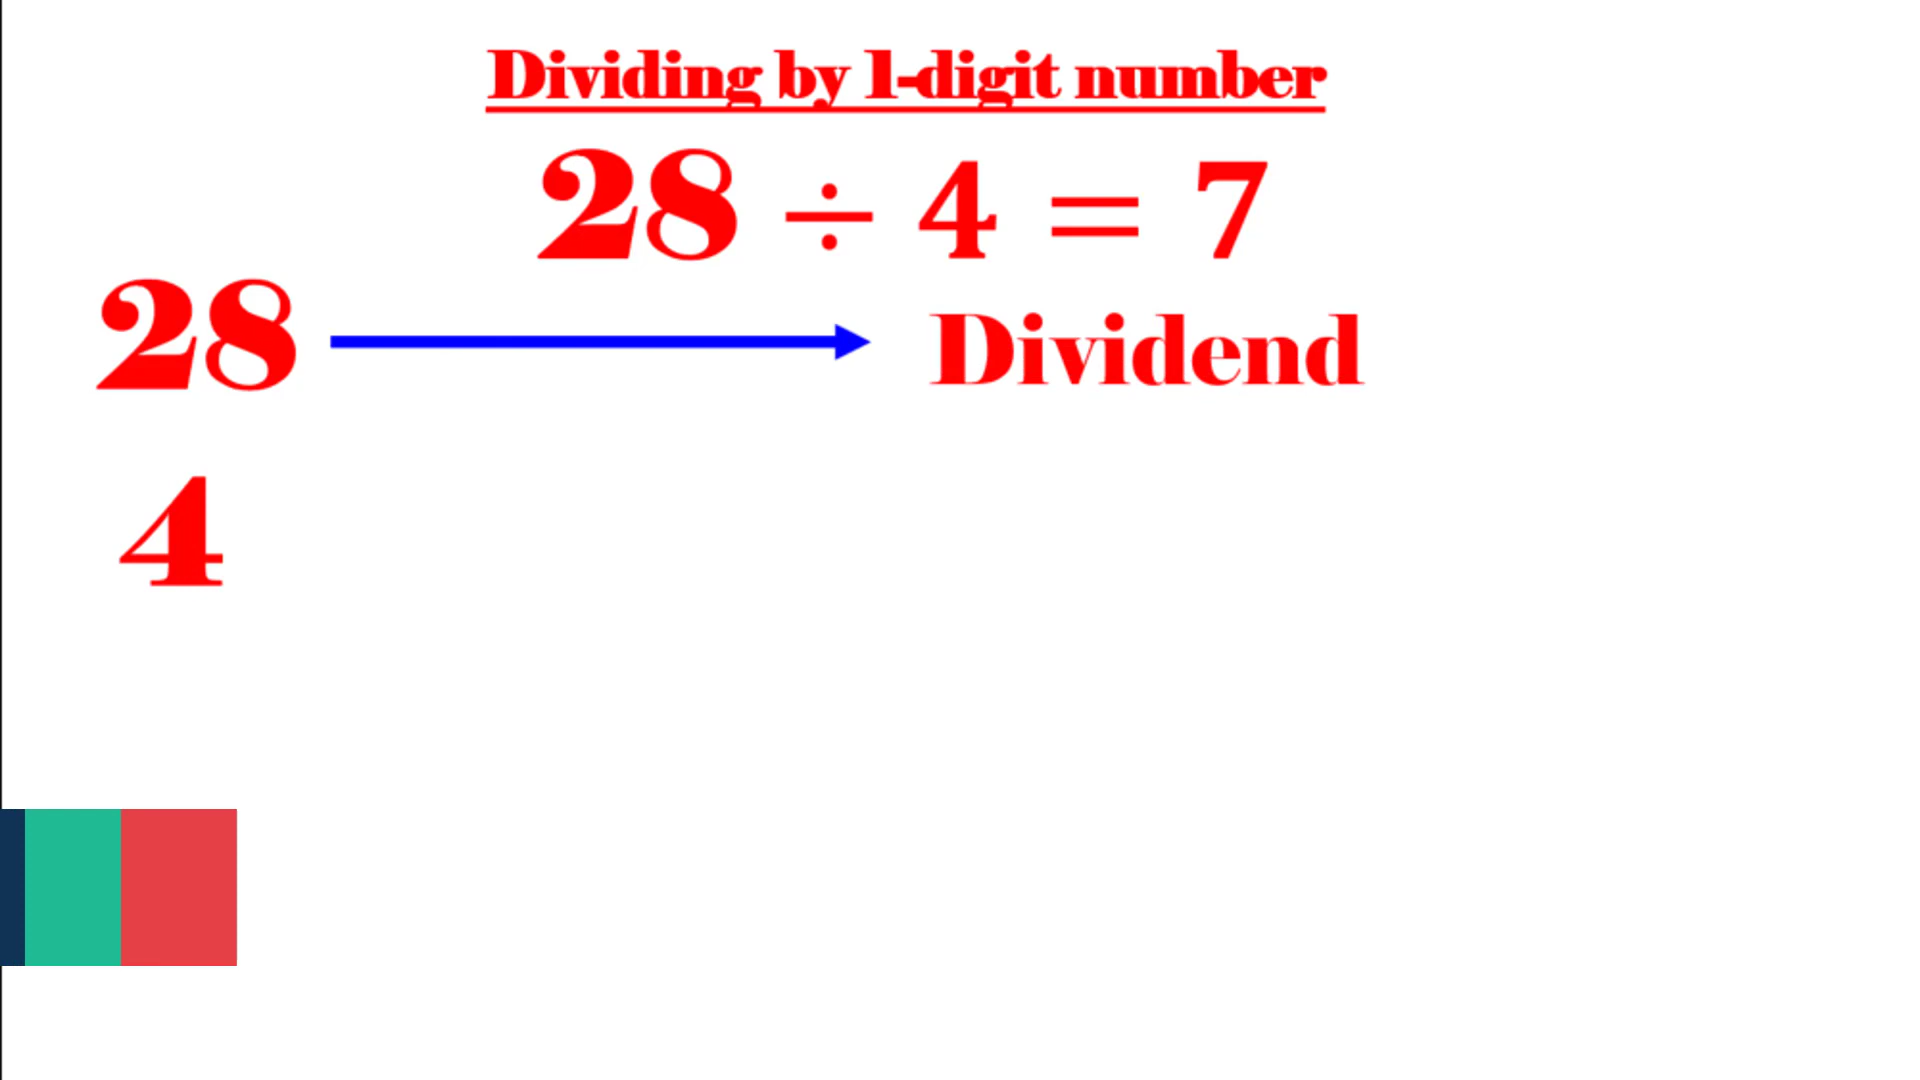 Dividing by 1-digit number
28 ÷ 4 = 7
28 Dividend
4